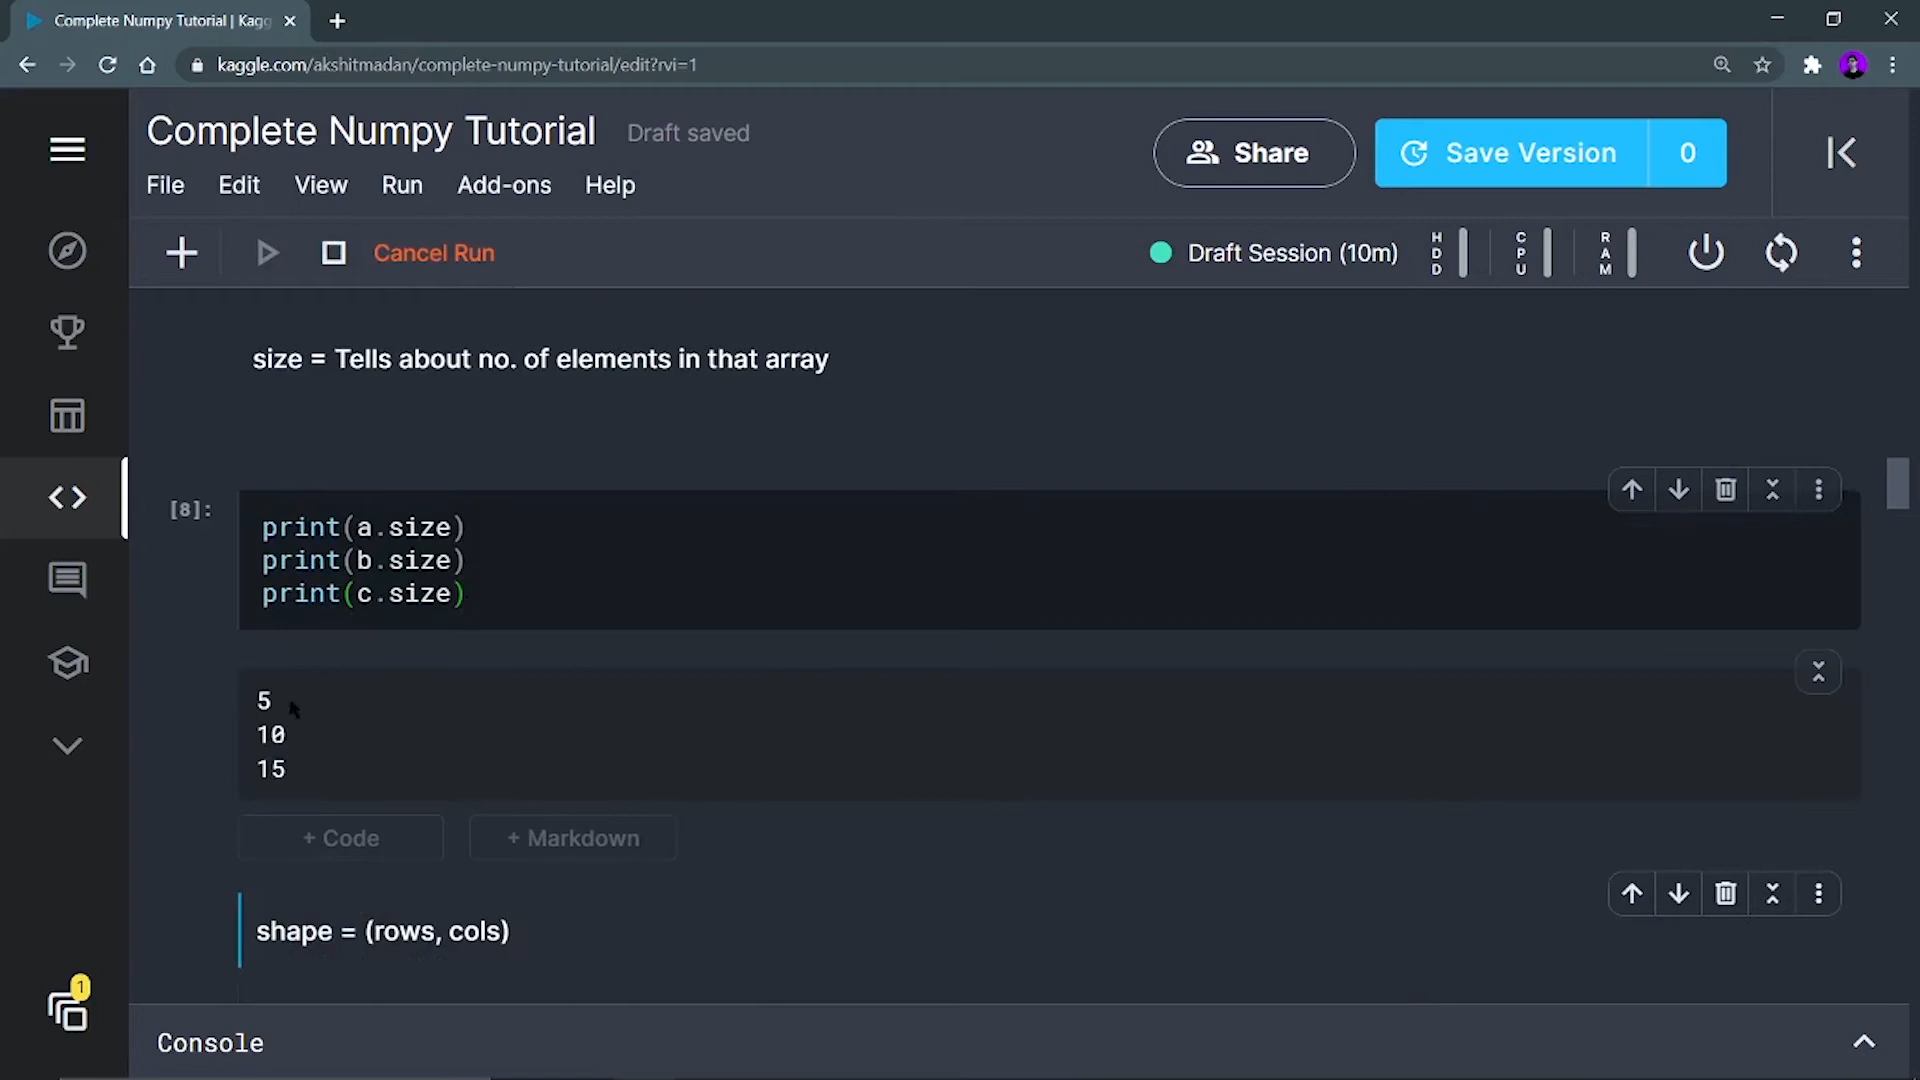 Complete Numpy Tutorial | Kagg
kaggle.com/akshitmadan/complete-numpy-tutorial/edit?rvi=1
Complete Numpy Tutorial Draft saved
File Edit View Run Add-ons Help
Share
Save Version 0
Cancel Run
Draft Session (10m)
HDD
CPU
RAM
size = Tells about no. of elements in that array
[8]:
print(a.size)
print(b.size)
print(c.size)
5
10
15
+ Code
+ Markdown
shape = (rows, cols)
1
Console